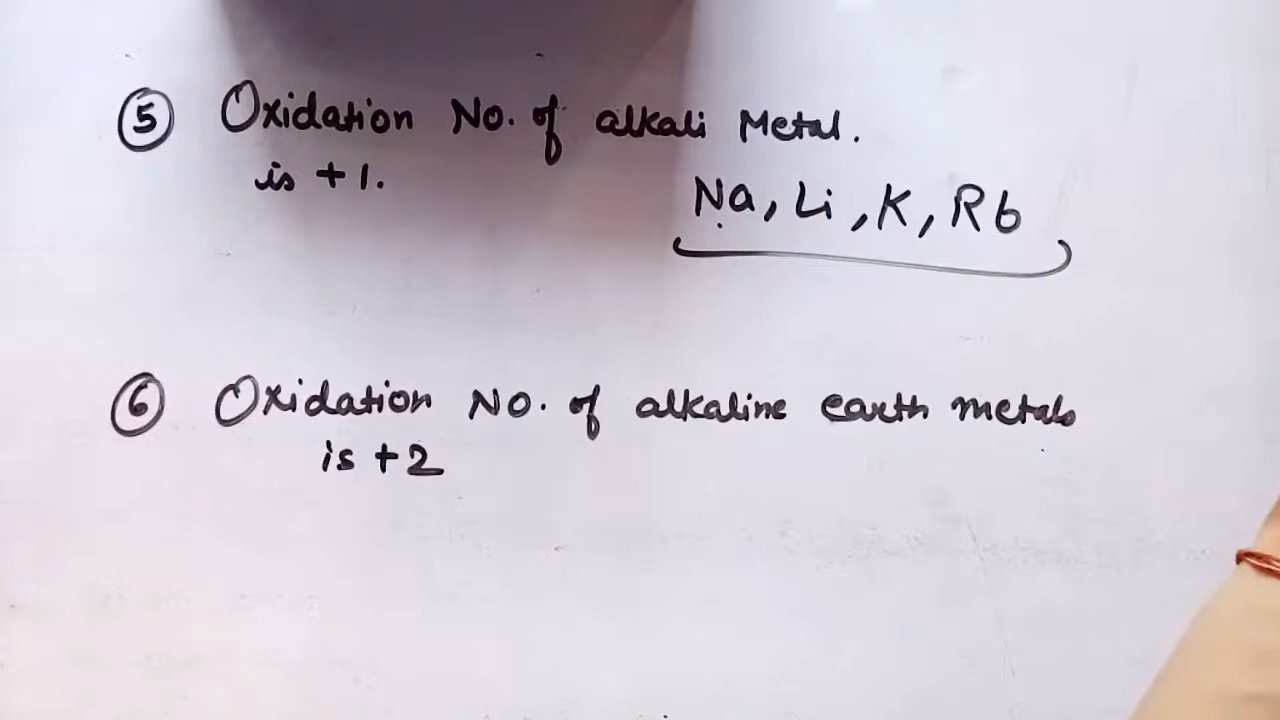 ⑤ Oxidation No. of alkali Metal.
is +1.
Na, Li, K, Rb
⑥ Oxidation No. of alkaline earth metals
is +2